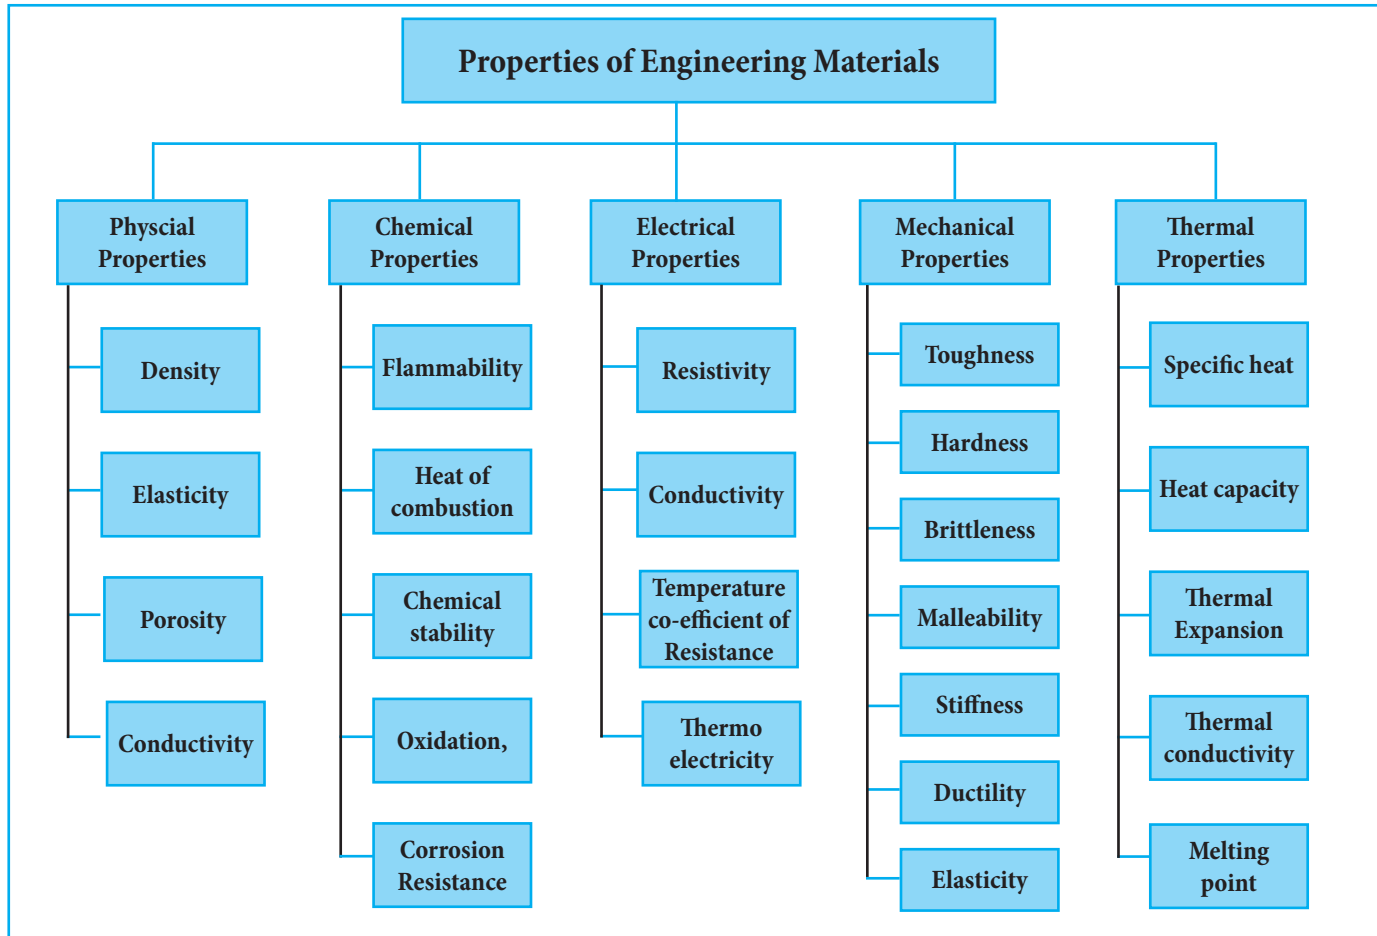 Properties of Engineering Materials
Physcial
Properties
Density
Elasticity
Porosity
Conductivity
Chemical
Properties
Flammability
Heat of
combustion
Chemical
stability
Oxidation,
Corrosion
Resistance
Electrical
Properties
Resistivity
Conductivity
Temperature
co-efficient of
Resistance
Thermo
electricity
Mechanical
Properties
Toughness
Hardness
Brittleness
Malleability
Stiffness
Ductility
Elasticity
Thermal
Properties
Specific heat
Heat capacity
Thermal
Expansion
Thermal
conductivity
Melting
point